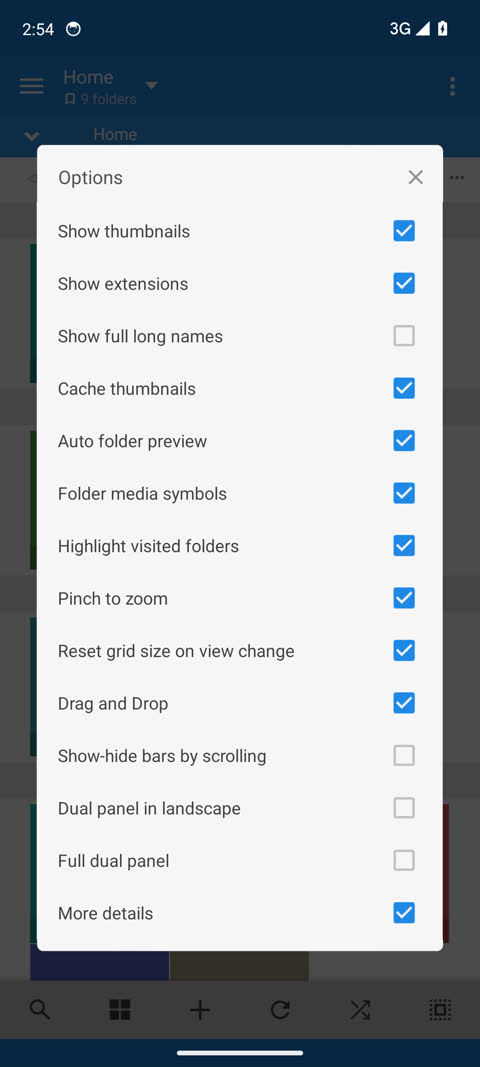 2:54
3G
Home
9 folders
Home
Options
Show thumbnails
Show extensions
Show full long names
Cache thumbnails
Auto folder preview
Folder media symbols
Highlight visited folders
Pinch to zoom
Reset grid size on view change
Drag and Drop
Show-hide bars by scrolling
Dual panel in landscape
Full dual panel
More details